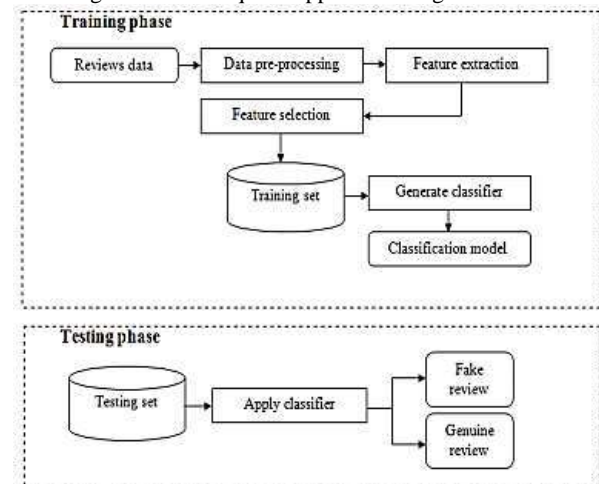 Training phase
Reviews data
Data pre-processing
Feature extraction
Feature selection
Training set
Generate classifier
Classification model
Testing phase
Testing set
Apply classifier
Fake
review
Genuine
review